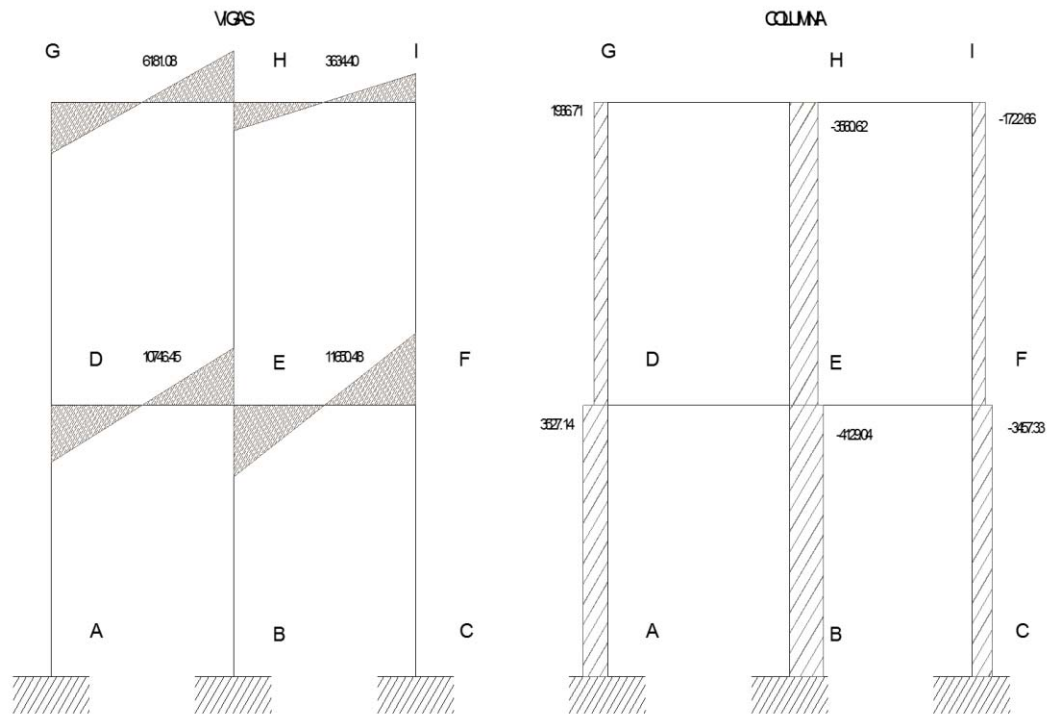 VIGAS
COLUMNA
G 6181.08 H 3634.40 I
G H I
1936.71 -3560.62 -1722.66
D 10746.45 E 11650.48 F
D E F
3527.14 -4129.04 -3457.33
A B C
A B C